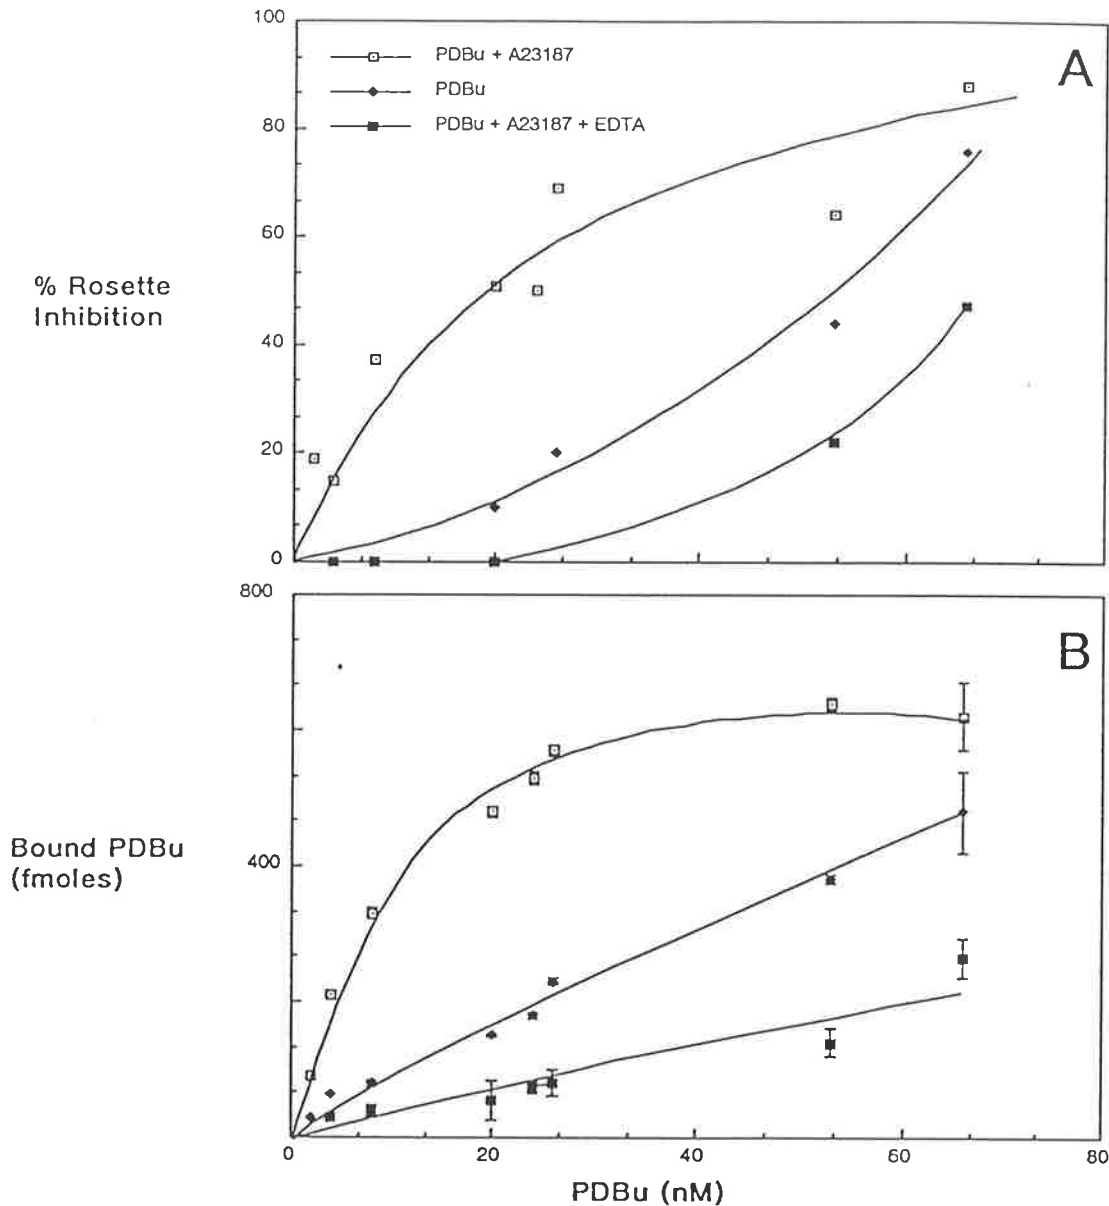 100
A
PDBu + A23187
PDBu
PDBu + A23187 + EDTA
80
60
% Rosette
Inhibition
40
20
0
800
B
Bound PDBu
(fmoles)
400
0 20 40 60 80
PDBu (nM)